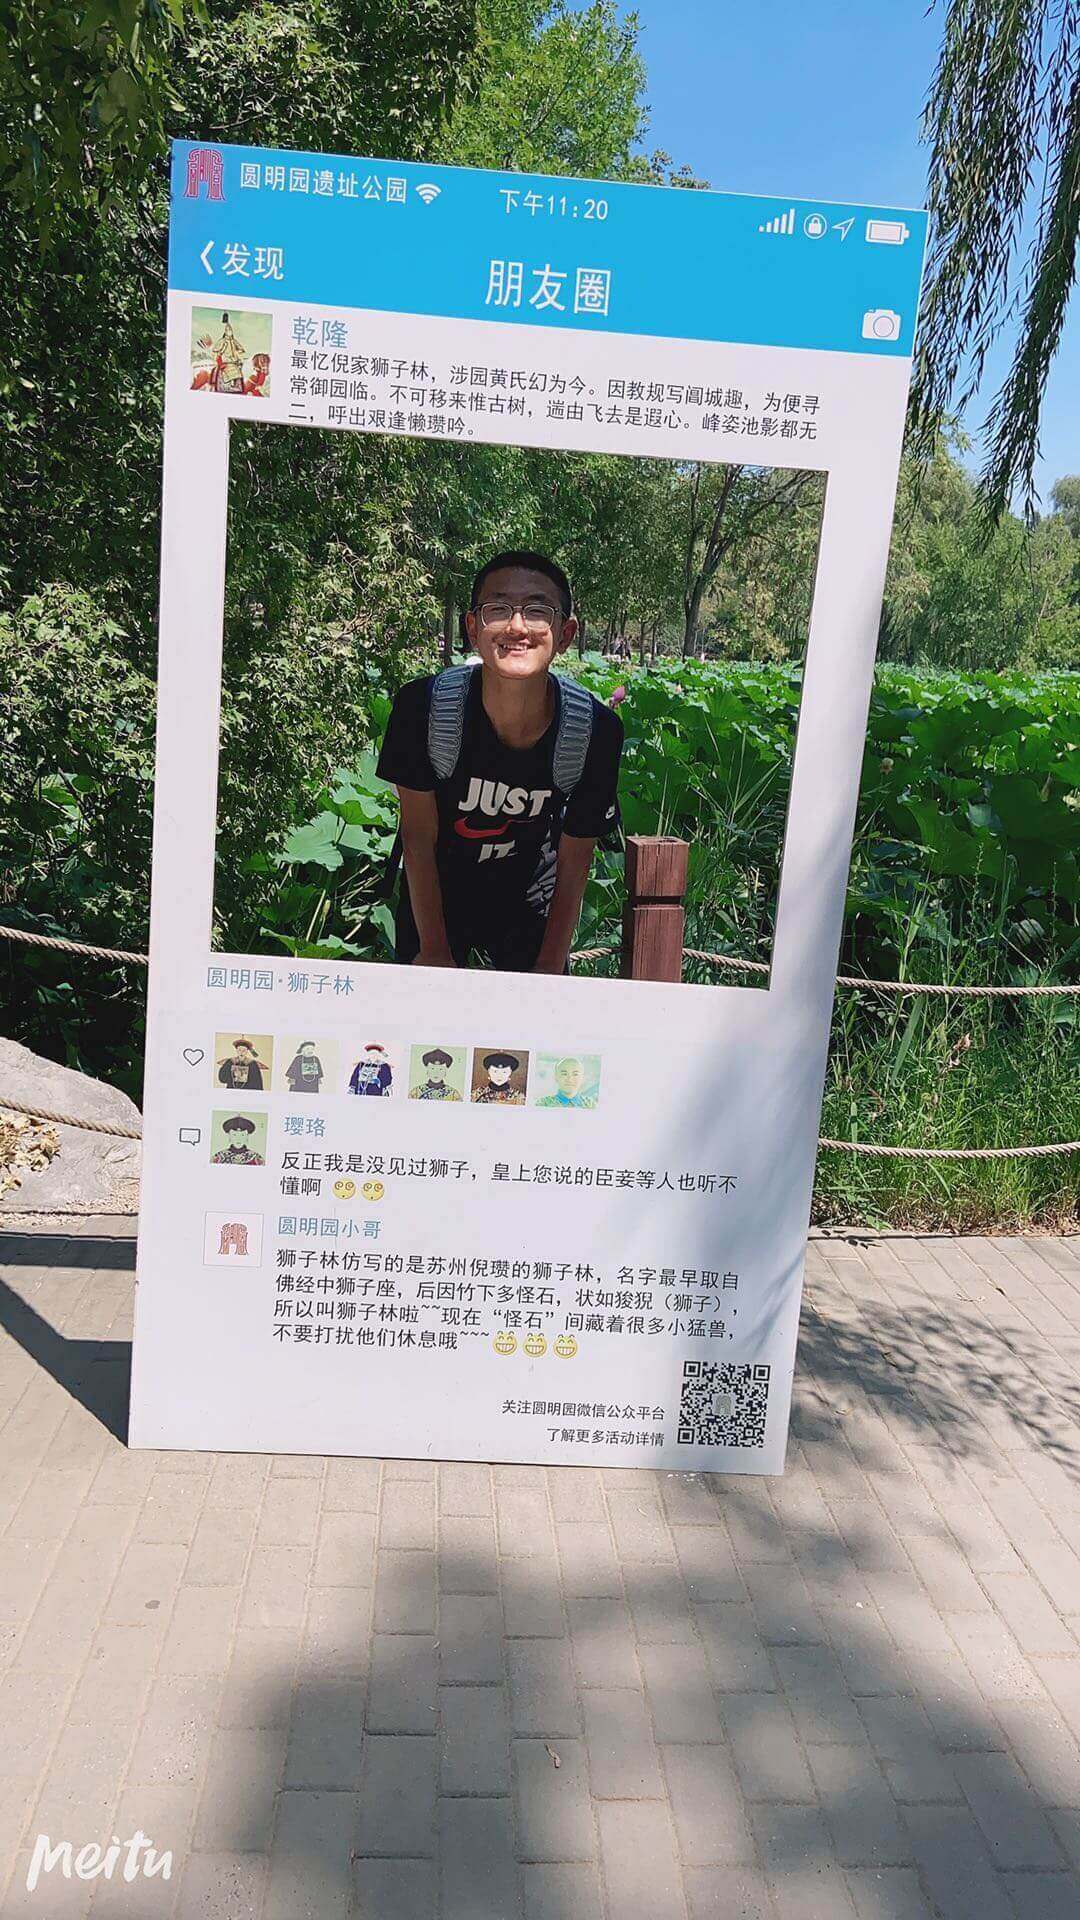 圆明园遗址公园
下午11:20
发现
朋友圈
乾隆
最忆倪家狮子林，涉园黄氏幻为今。因教规写阊城趣，为便寻
常御园临。不可移来惟古树，遄由飞去是遐心。峰姿池影都无
二，呼出艰逢懒瓒吟。
JUST
IT.
圆明园·狮子林
璎珞
反正我是没见过狮子，皇上您说的臣妾等人也听不
懂啊
圆明园小哥
狮子林仿写的是苏州倪瓒的狮子林，名字最早取自
佛经中狮子座，后因竹下多怪石，状如狻猊（狮子），
所以叫狮子林啦~~现在“怪石”间藏着很多小猛兽，
不要打扰他们休息哦~~~
关注圆明园微信公众平台
了解更多活动详情
meitu